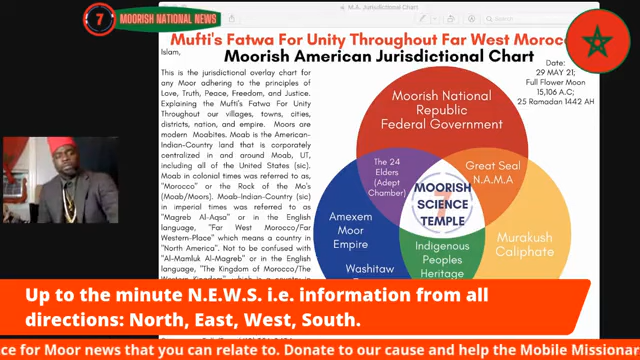 7
MOORISH NATIONAL NEWS
M.A. Jurisdictional Chart
Mufti's Fatwa For Unity Throughout Far West Morocc
Moorish American Jurisdictional Chart
Islam,
This is the jurisdictional overlay chart for
any Moor adhering to the principles of
Love, Truth, Peace, Freedom, and Justice.
Explaining the Mufti's Fatwa For Unity
Throughout our villages, towns, cities,
districts, nation, and empire. Moors are
modern Moabites. Moab is the American-
Indian-Country land that is corporately
centralized in and around Moab, UT,
including all of the United States (sic).
Moab in colonial times was referred to as,
"Morocco" or the Rock of the Mo's
(Moab/Moors). Moab-Indian-Country (sic)
in imperial times was referred to as
"Magreb Al-Aqsa" or in the English
language, "Far West Morocco/Far
Western-Place" which means a country in
"North America". Not to be confused with
"Al-Mamluk Al-Magreb" or in the English
language, "The Kingdom of Morocco/The
Date:
29 MAY 21;
Full Flower Moon
15,106 A.C;
25 Ramadan 1442 AH
Moorish National
Republic
Federal Government
The 24
Elders
(Adept
Chamber)
Great Seal
N.A.M.A
7
MOORISH
SCIENCE
TEMPLE
Amexem
Moor
Empire
Washitaw
Indigenous
Peoples
Heritage
Murakush
Caliphate
Up to the minute N.E.W.S. i.e. information from all
directions: North, East, West, South.
ce for Moor news that you can relate to. Donate to our cause and help the Mobile Missionar